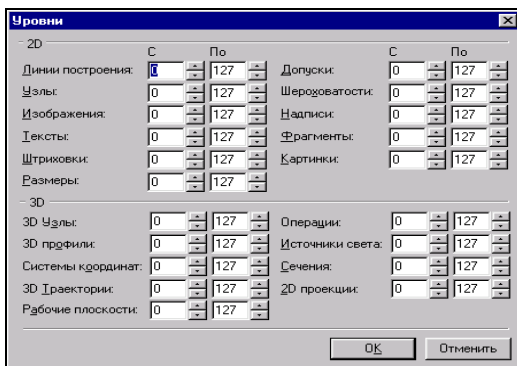 Уровни
2D
С По С По
Линии построения: 0 127 Допуски: 0 127
Узлы: 0 127 Шероховатости: 0 127
Изображения: 0 127 Надписи: 0 127
Тексты: 0 127 Фрагменты: 0 127
Штриховки: 0 127 Картинки: 0 127
Размеры: 0 127
3D
3D Узлы: 0 127 Операции: 0 127
3D профили: 0 127 Источники света: 0 127
Системы координат: 0 127 Сечения: 0 127
3D Траектории: 0 127 2D проекции: 0 127
Рабочие плоскости: 0 127
OK Отменить